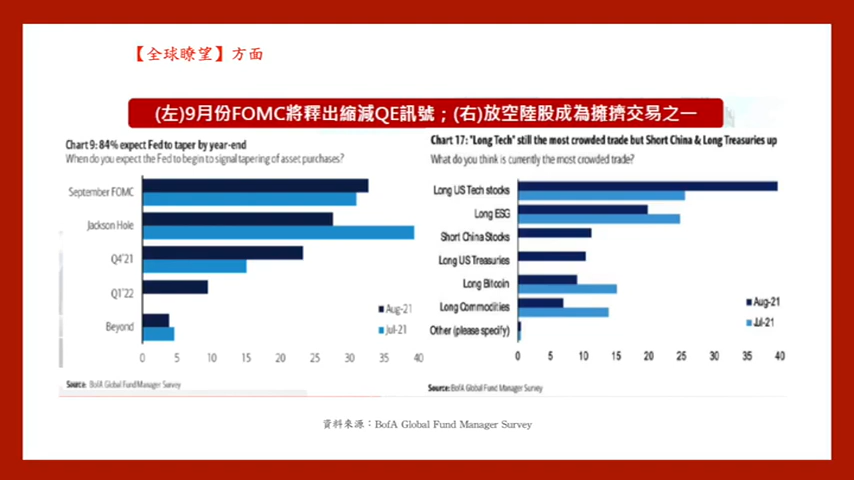 【全球瞭望】方面
(左)9月份FOMC將釋出縮減QE訊號；(右)放空陸股成為擁擠交易之一
Chart 9: 84% expect Fed to taper by year-end
When do you expect the Fed to begin to signal tapering of asset purchases?
September FOMC
Jackson Hole
Q4'21
Q1'22
Beyond
Aug-21
Jul-21
0 5 10 15 20 25 30 35 40
Source: BofA Global Fund Manager Survey
Chart 17: "Long Tech" still the most crowded trade but Short China & Long Treasuries up
What do you think is currently the most crowded trade?
Long US Tech stocks
Long ESG
Short China Stocks
Long US Treasuries
Long Bitcoin
Long Commodities
Other (please specify)
Aug-21
Jul-21
0 5 10 15 20 25 30 35 40
Source: BofA Global Fund Manager Survey
資料來源：BofA Global Fund Manager Survey